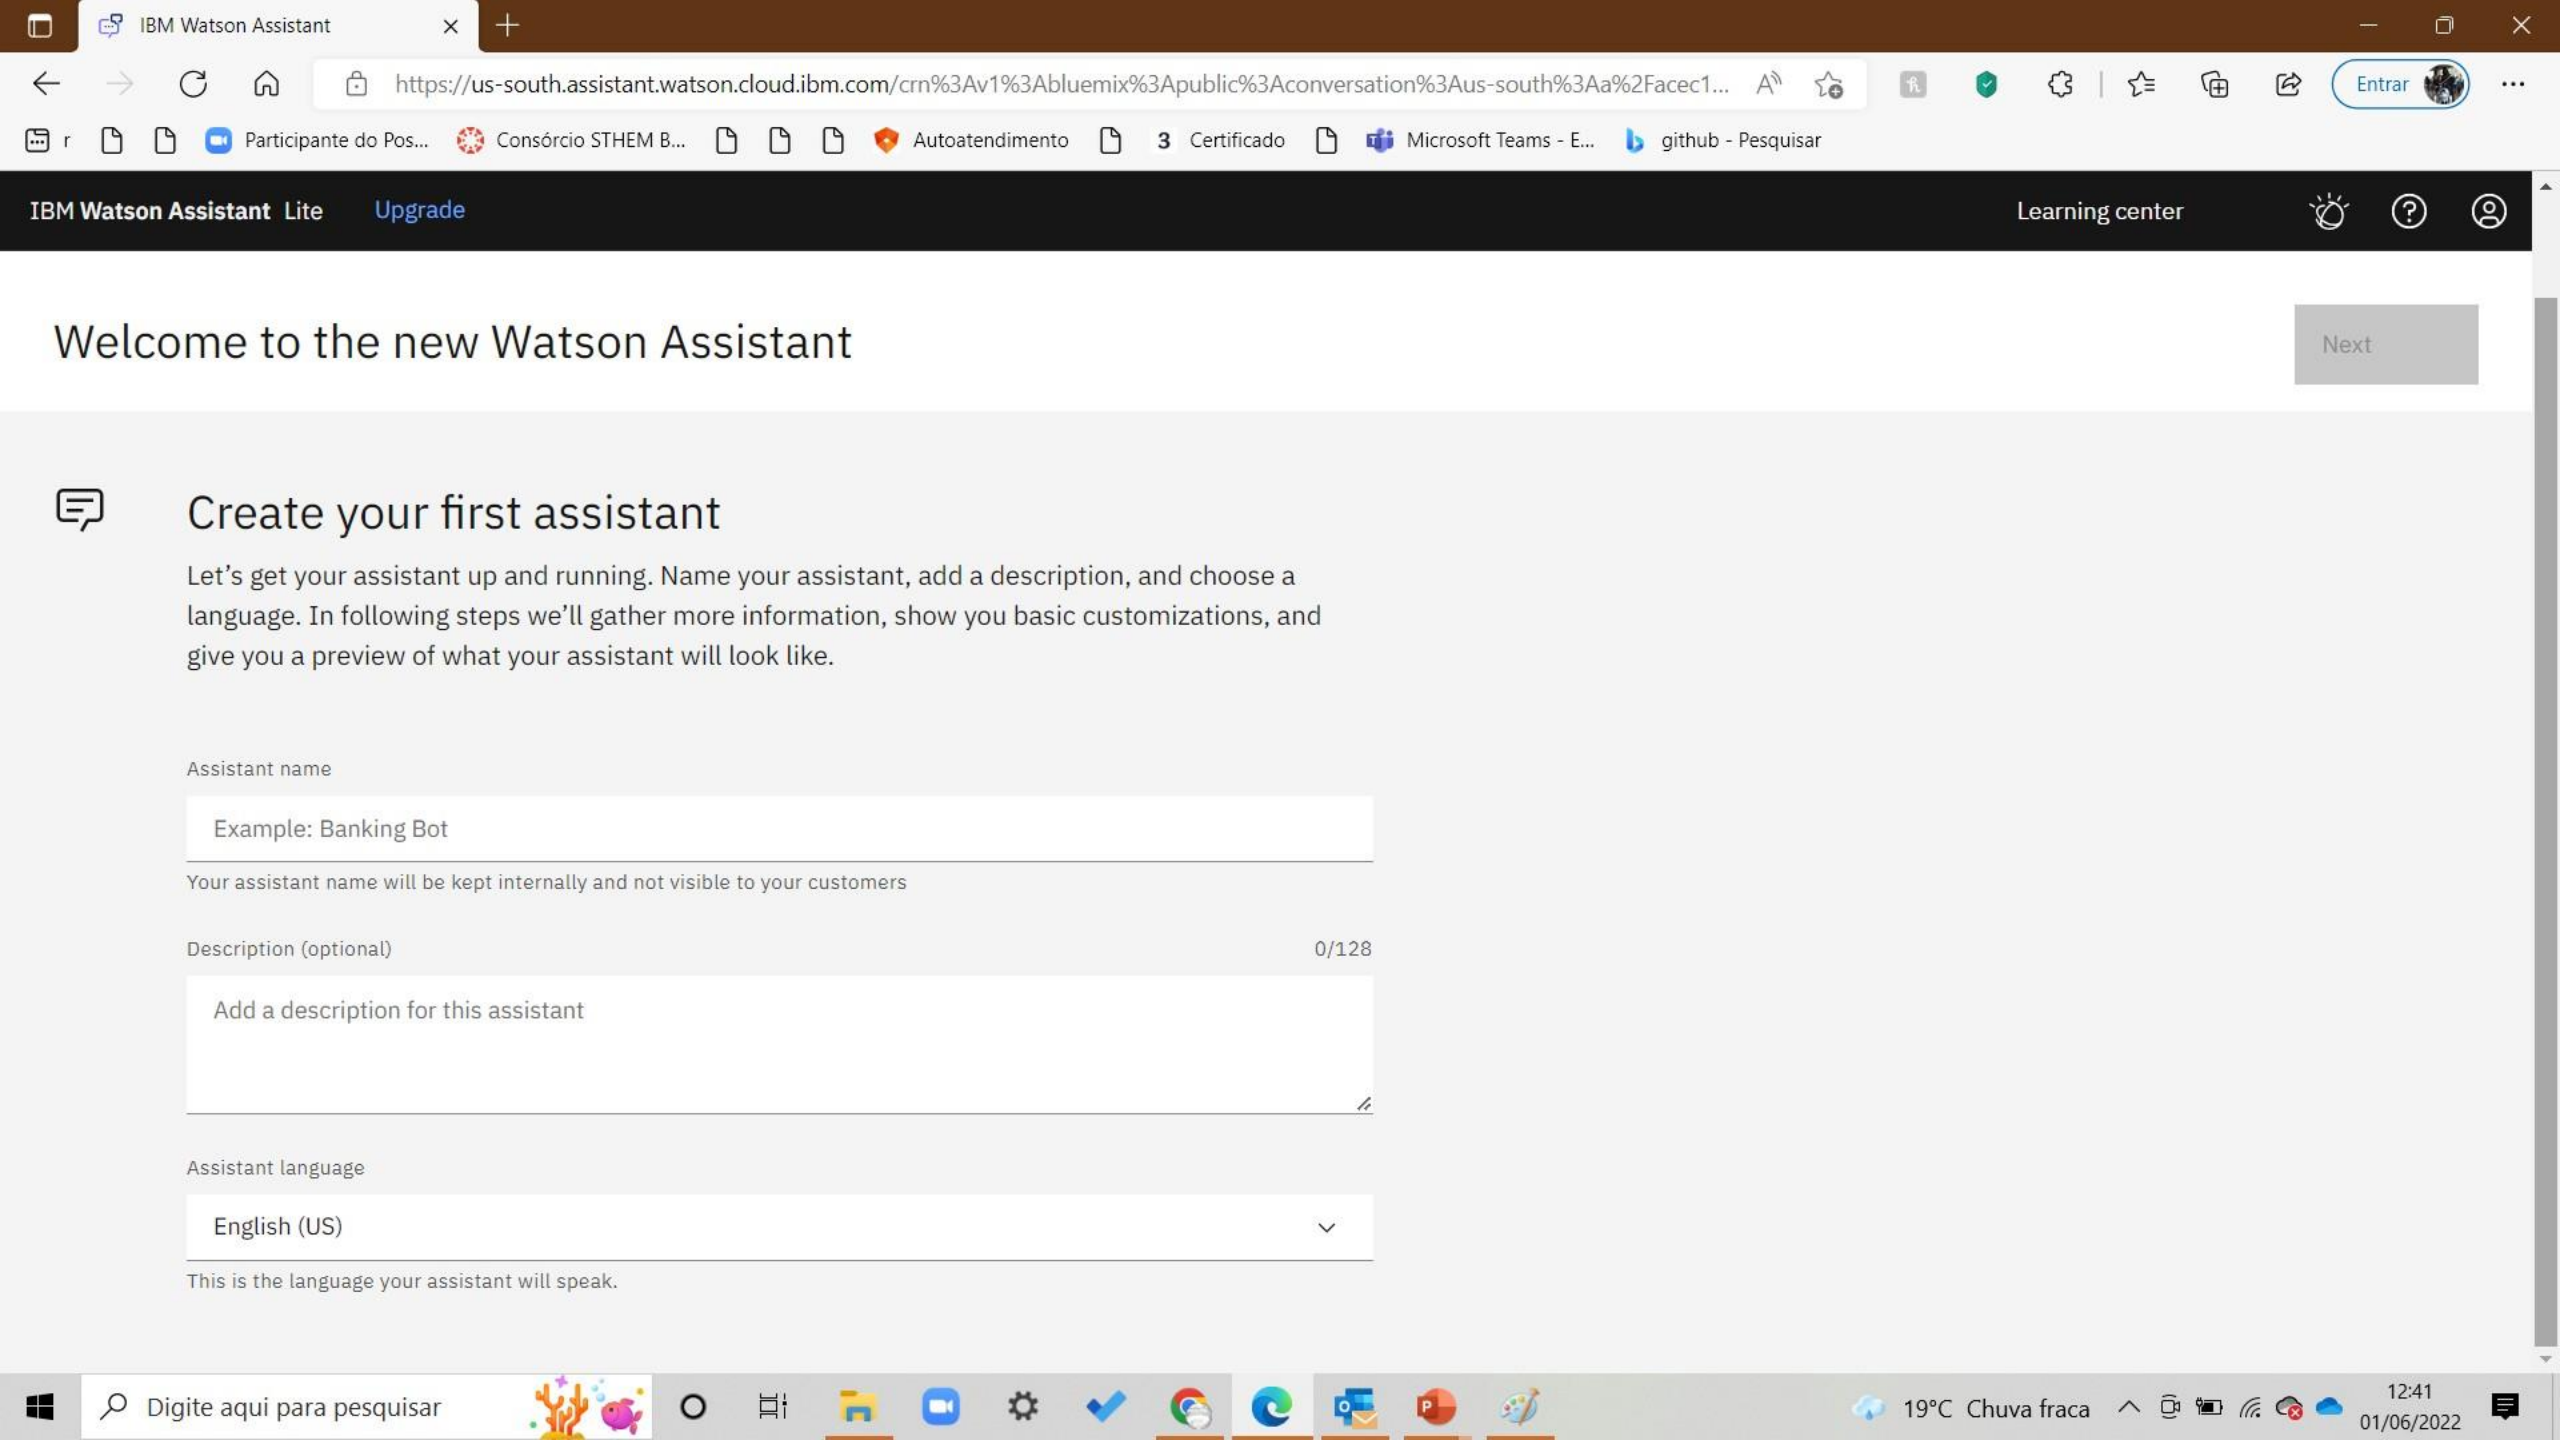 IBM Watson Assistant
https://us-south.assistant.watson.cloud.ibm.com/crn%3Av1%3Abluemix%3Apublic%3Aconversation%3Aus-south%3Aa%2Facec1...
Entrar
r
Participante do Pos...
Consórcio STHEM B...
Autoatendimento
3 Certificado
Microsoft Teams - E...
github - Pesquisar
IBM Watson Assistant Lite
Upgrade
Learning center
Welcome to the new Watson Assistant
Next
Create your first assistant
Let’s get your assistant up and running. Name your assistant, add a description, and choose a
language. In following steps we’ll gather more information, show you basic customizations, and
give you a preview of what your assistant will look like.
Assistant name
Example: Banking Bot
Your assistant name will be kept internally and not visible to your customers
Description (optional)
0/128
Add a description for this assistant
Assistant language
English (US)
This is the language your assistant will speak.
Digite aqui para pesquisar
19°C Chuva fraca
12:41
01/06/2022